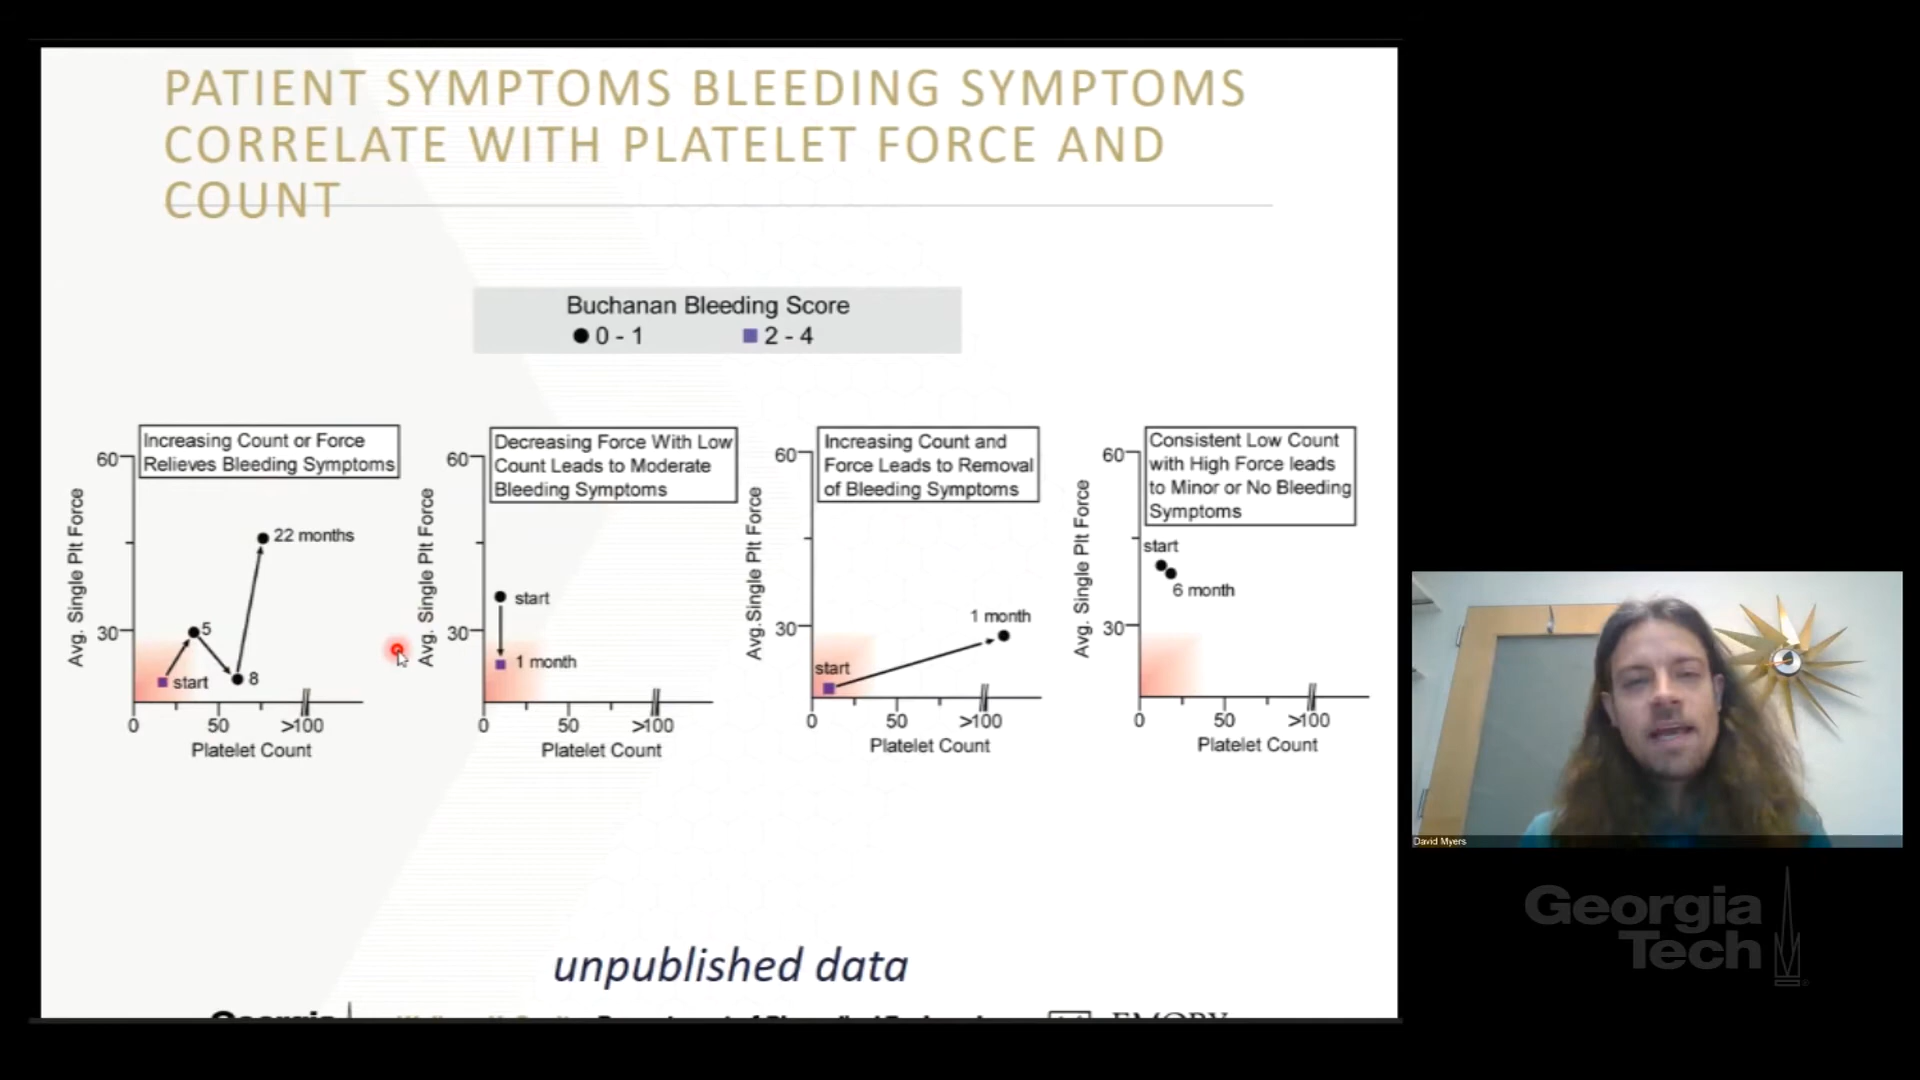 PATIENT SYMPTOMS BLEEDING SYMPTOMS
CORRELATE WITH PLATELET FORCE AND
COUNT
Buchanan Bleeding Score
0 - 1
2 - 4
Increasing Count or Force
Relieves Bleeding Symptoms
60
30
Avg. Single Plt Force
22 months
5
start
8
0
50
>100
Platelet Count
Decreasing Force With Low
Count Leads to Moderate
Bleeding Symptoms
60
30
Avg. Single Plt Force
start
1 month
0
50
>100
Platelet Count
Increasing Count and
Force Leads to Removal
of Bleeding Symptoms
60
30
Avg.Single Plt Force
1 month
start
0
50
>100
Platelet Count
Consistent Low Count
with High Force leads
to Minor or No Bleeding
Symptoms
60
30
Avg. Single Plt Force
start
6 month
0
50
>100
Platelet Count
unpublished data
Georgia
EMORY
David Myers
Georgia
Tech